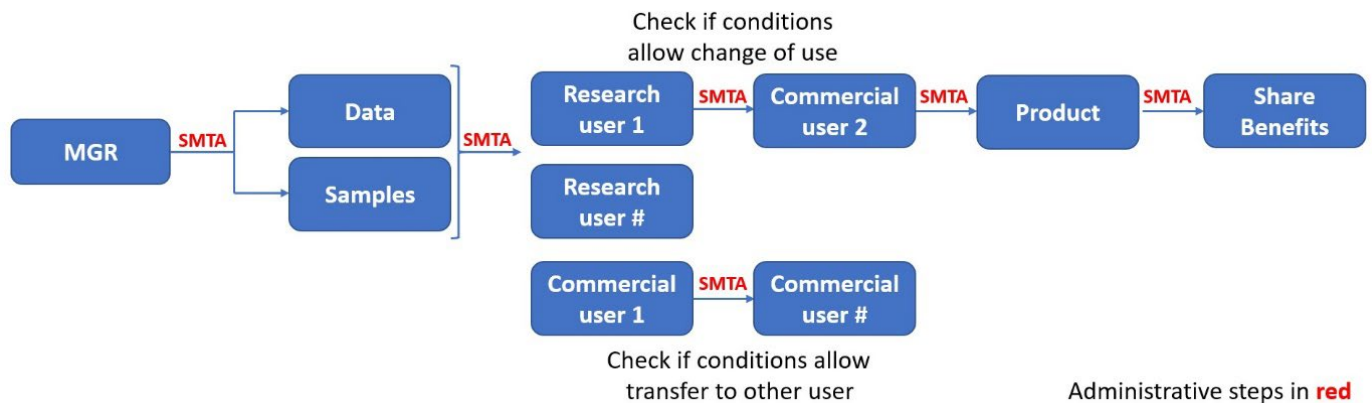 Check if conditions
allow change of use
MGR
SMTA
Data
Samples
SMTA
Research
user 1
SMTA
Commercial
user 2
SMTA
Product
SMTA
Share
Benefits
Research
user #
Commercial
user 1
SMTA
Commercial
user #
Check if conditions allow
transfer to other user
Administrative steps in red